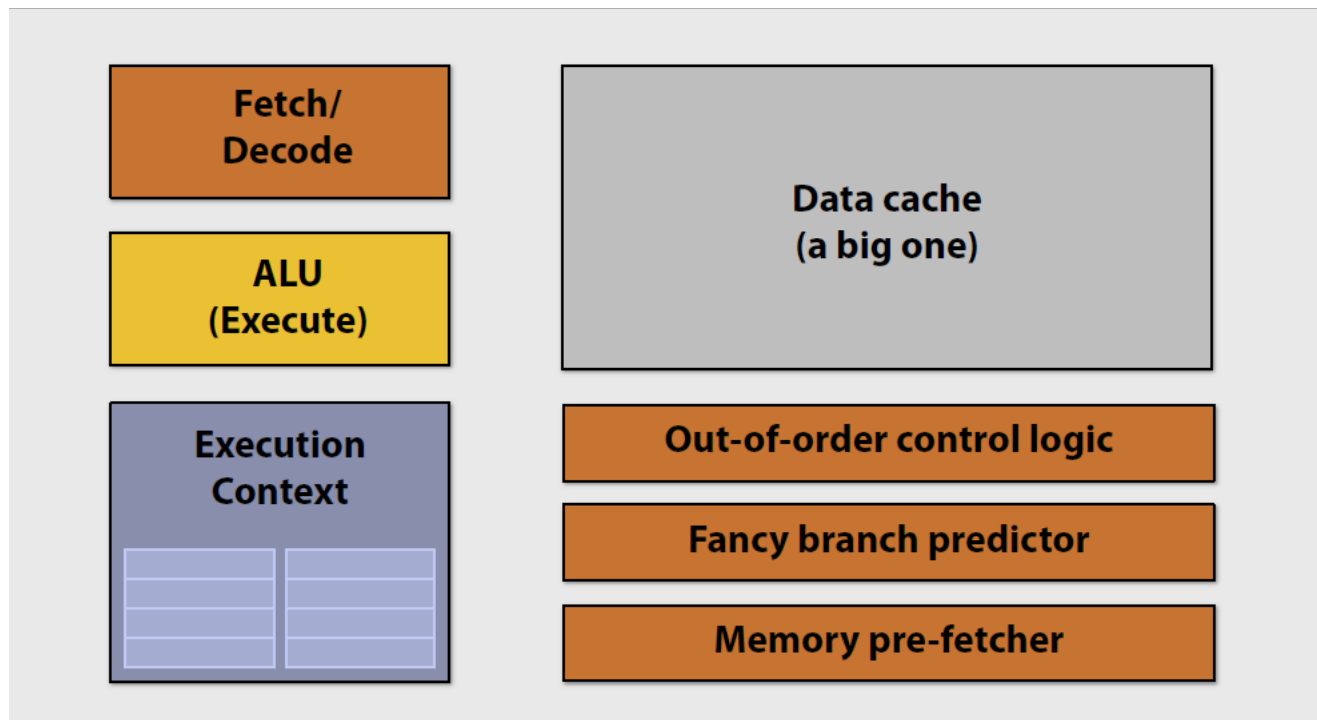 Fetch/
Decode
ALU
(Execute)
Execution
Context
Data cache
(a big one)
Out-of-order control logic
Fancy branch predictor
Memory pre-fetcher